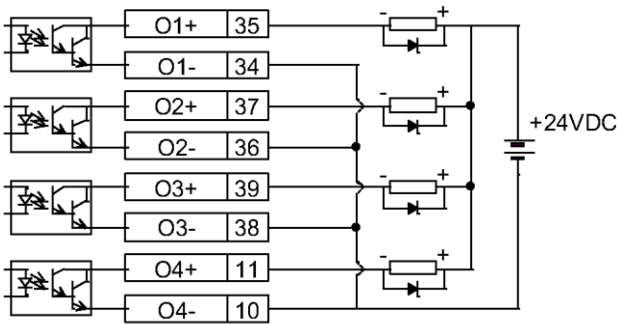 O1+ 35 - +
O1- 34
O2+ 37 - +
+24VDC
O2- 36
O3+ 39 - +
O3- 38
O4+ 11 - +
O4- 10